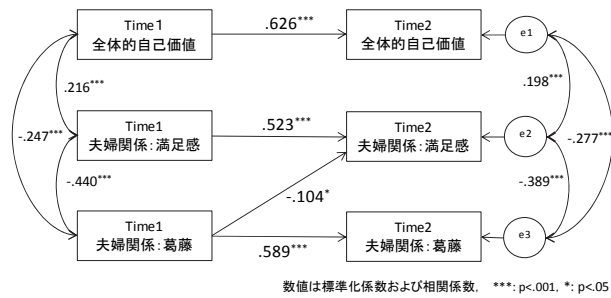 Time1
全体的自己価値
.626***
Time2
全体的自己価値
e1
.216***
.198***
-.247***
Time1
夫婦関係:満足感
.523***
Time2
夫婦関係:満足感
e2
-.277***
-.440***
-.104*
-.389***
Time1
夫婦関係:葛藤
.589***
Time2
夫婦関係:葛藤
e3
数値は標準化係数および相関係数, ***: p<.001, *: p<.05